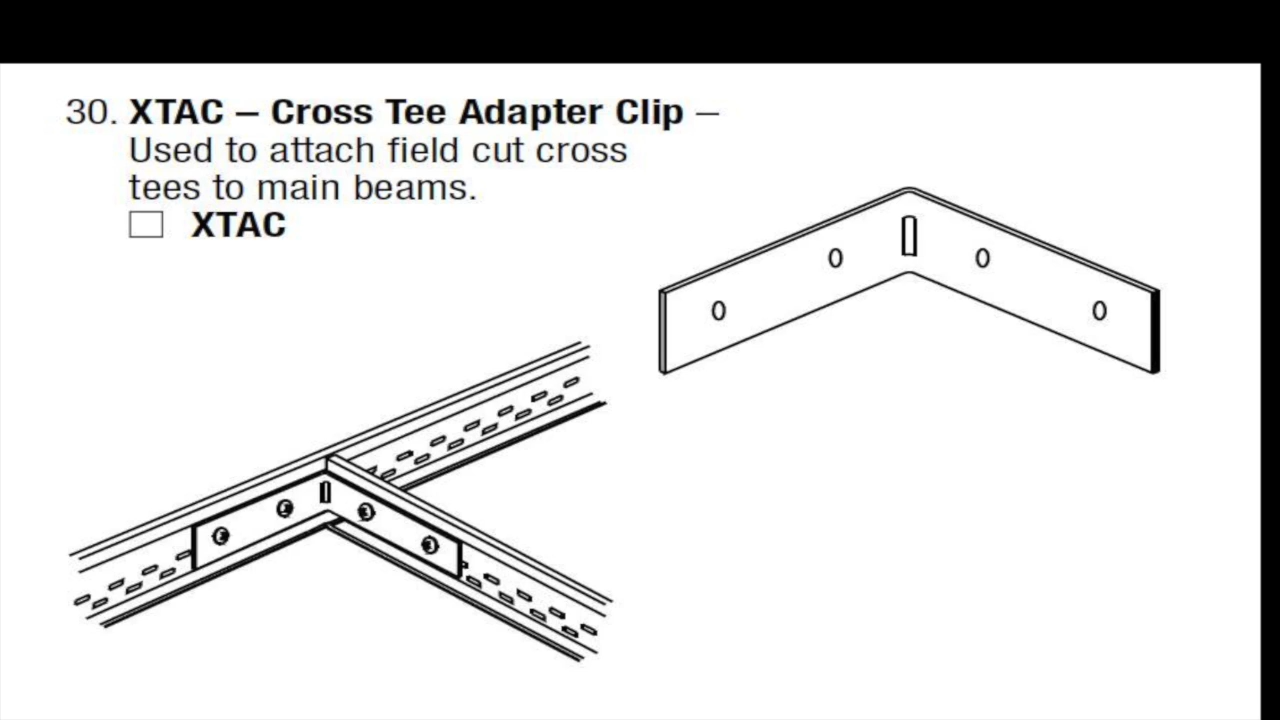 30. XTAC – Cross Tee Adapter Clip –
Used to attach field cut cross
tees to main beams.
XTAC